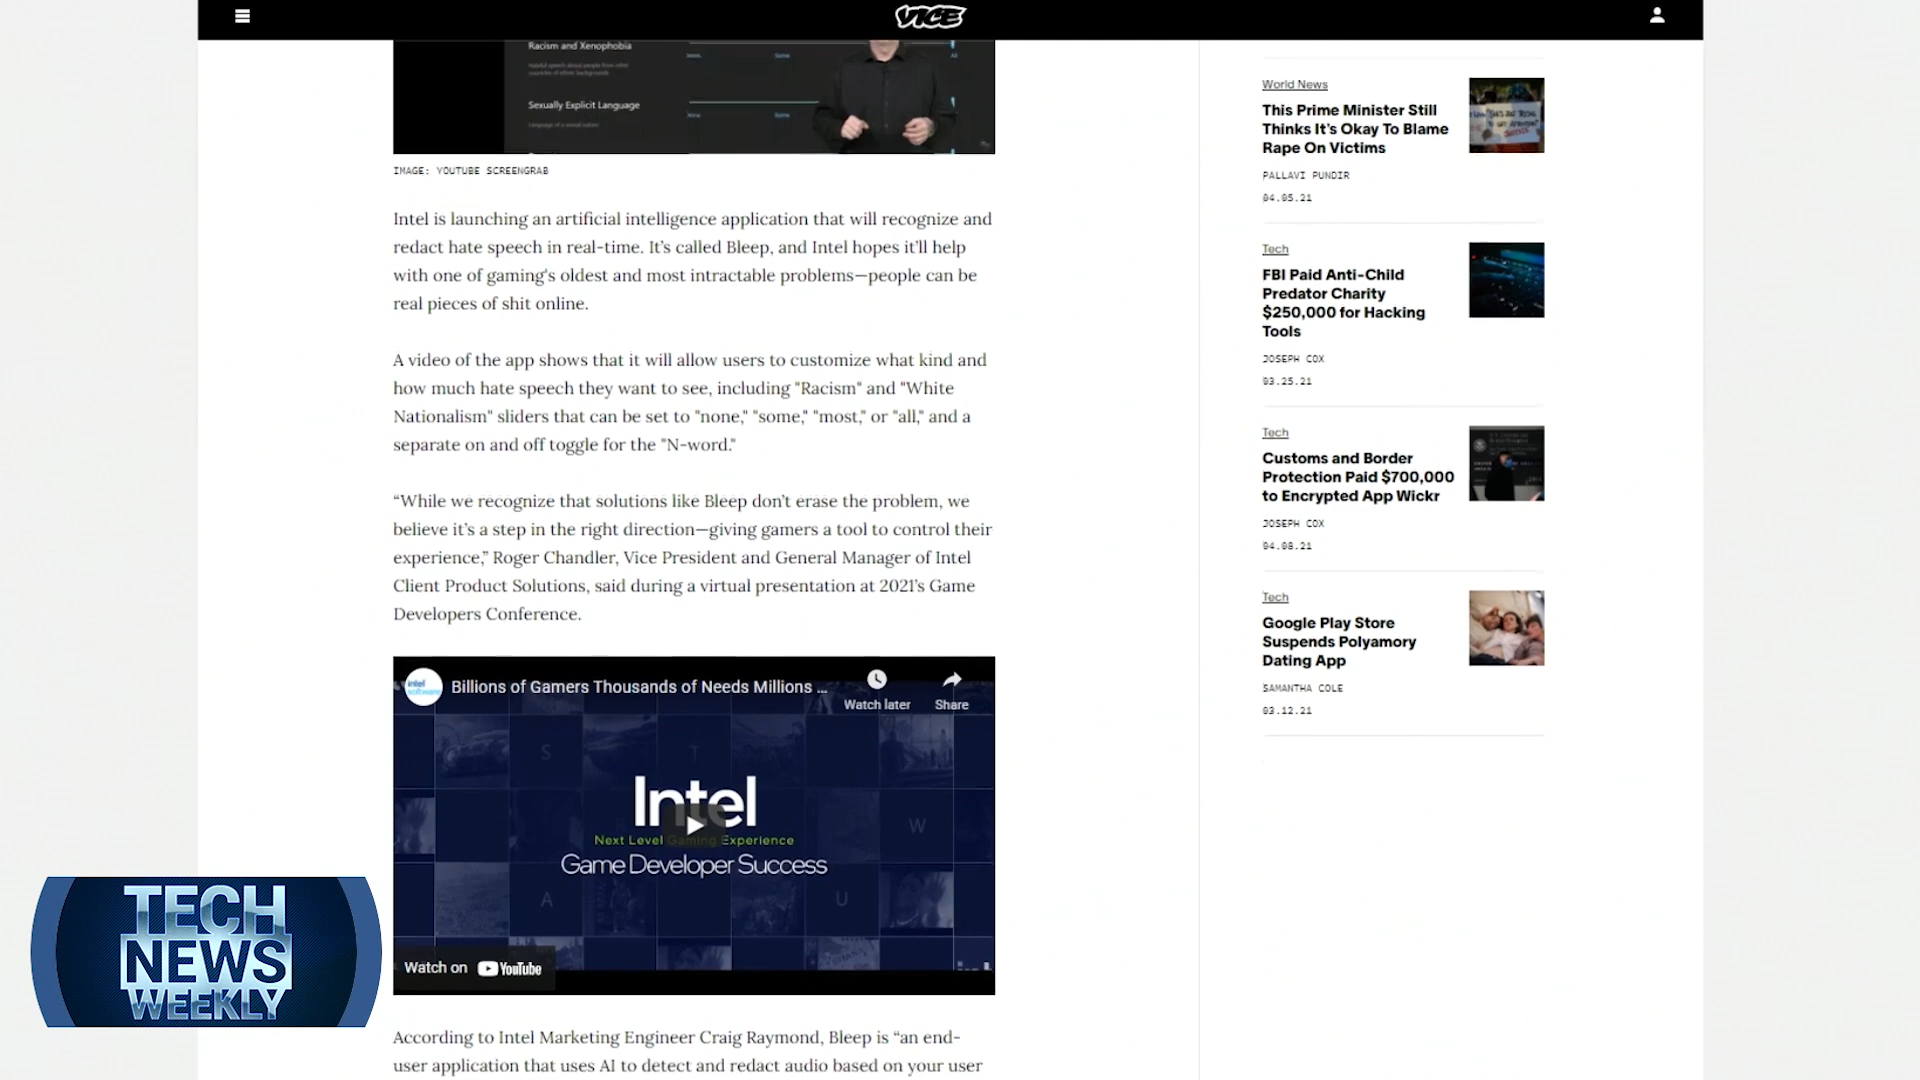 VICE
Racism and Xenophobia
Hateful speech about people from other
countries of ethnic backgrounds
Some
All
Sexually Explicit Language
Language of a sexual nature
None
Some
IMAGE: YOUTUBE SCREENGRAB
Intel is launching an artificial intelligence application that will recognize and
redact hate speech in real-time. It’s called Bleep, and Intel hopes it’ll help
with one of gaming's oldest and most intractable problems—people can be
real pieces of shit online.
A video of the app shows that it will allow users to customize what kind and
how much hate speech they want to see, including "Racism" and "White
Nationalism" sliders that can be set to "none," "some," "most," or "all," and a
separate on and off toggle for the "N-word."
“While we recognize that solutions like Bleep don’t erase the problem, we
believe it’s a step in the right direction—giving gamers a tool to control their
experience,” Roger Chandler, Vice President and General Manager of Intel
Client Product Solutions, said during a virtual presentation at 2021’s Game
Developers Conference.
intel software
Billions of Gamers Thousands of Needs Millions ...
Watch later
Share
S
T
Intel
W
Next Level Gaming Experience
Game Developer Success
A
U
Watch on YouTube
According to Intel Marketing Engineer Craig Raymond, Bleep is “an end-
user application that uses AI to detect and redact audio based on your user
World News
This Prime Minister Still
Thinks It's Okay To Blame
Rape On Victims
PALLAVI PUNDIR
04.05.21
Tech
FBI Paid Anti-Child
Predator Charity
$250,000 for Hacking
Tools
JOSEPH COX
03.25.21
Tech
Customs and Border
Protection Paid $700,000
to Encrypted App Wickr
JOSEPH COX
04.08.21
Tech
Google Play Store
Suspends Polyamory
Dating App
SAMANTHA COLE
03.12.21
TECH
NEWS
WEEKLY